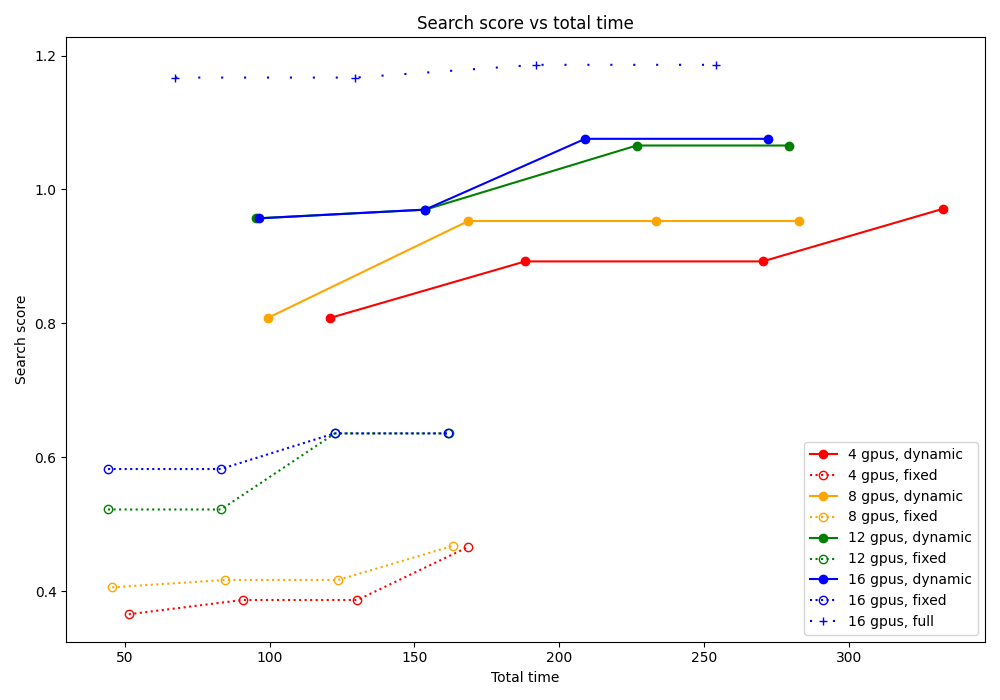 Search score vs total time
1.2
1.0
0.8
0.6
0.4
Search score
50
100
150
200
250
300
Total time
4 gpus, dynamic
4 gpus, fixed
8 gpus, dynamic
8 gpus, fixed
12 gpus, dynamic
12 gpus, fixed
16 gpus, dynamic
16 gpus, fixed
16 gpus, full